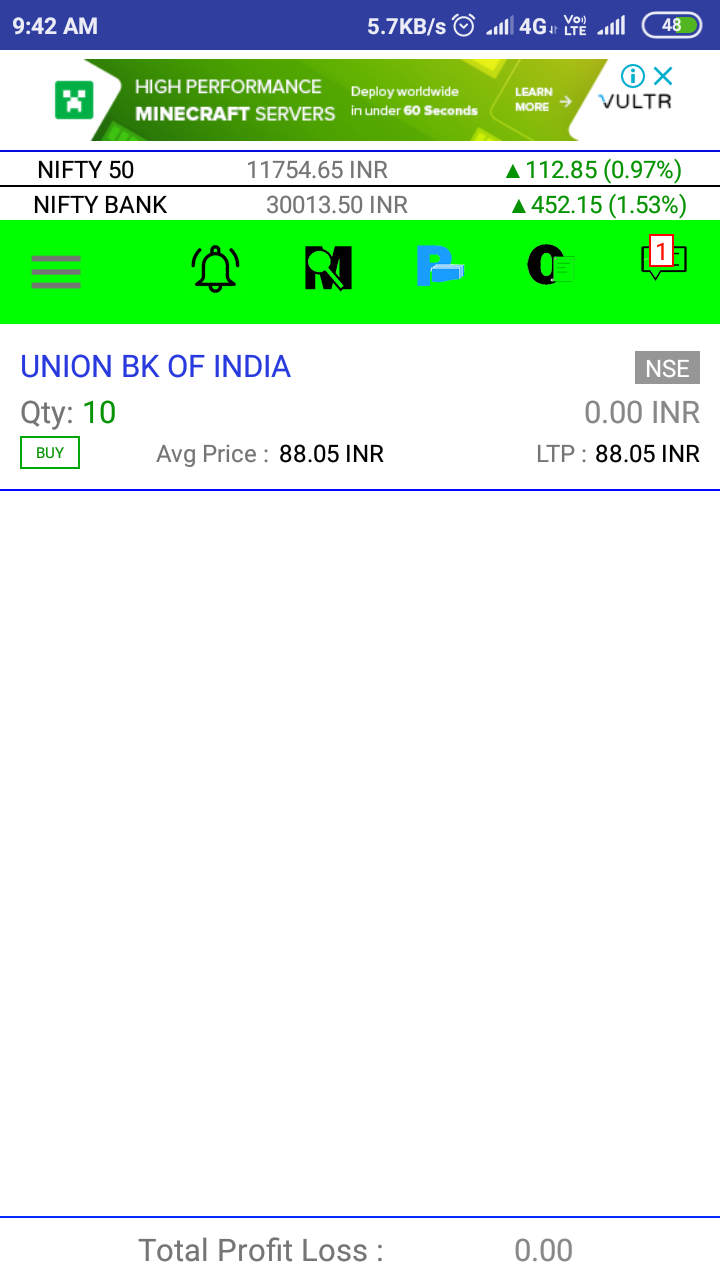 9:42 AM 5.7KB/s 4G VoLTE 48
HIGH PERFORMANCE
MINECRAFT SERVERS
Deploy worldwide
in under 60 Seconds
LEARN
MORE →
VULTR
NIFTY 50 11754.65 INR ▲112.85 (0.97%)
NIFTY BANK 30013.50 INR ▲452.15 (1.53%)
M P O 1
UNION BK OF INDIA NSE
Qty: 10 0.00 INR
BUY Avg Price : 88.05 INR LTP : 88.05 INR
Total Profit Loss : 0.00